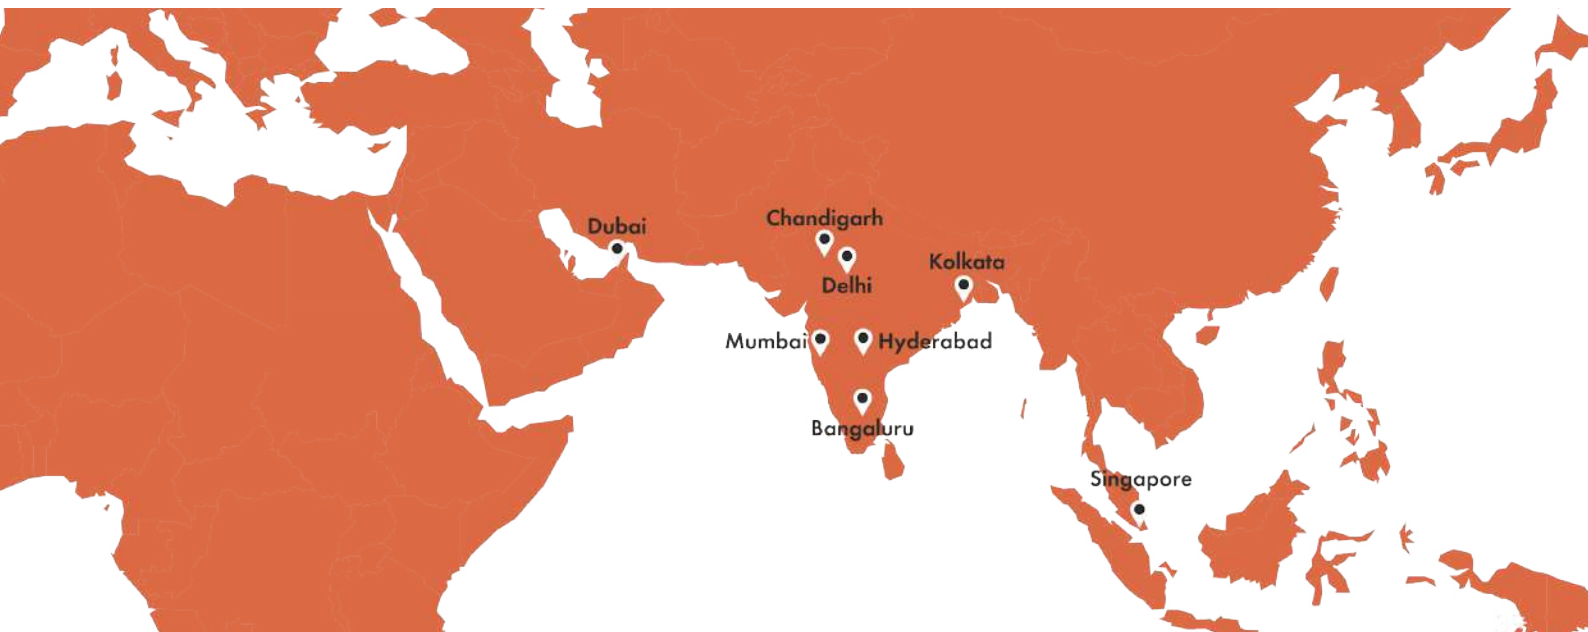 Chandigarh
Dubai
Kolkata
Delhi
Mumbai
Hyderabad
Bangaluru
Singapore